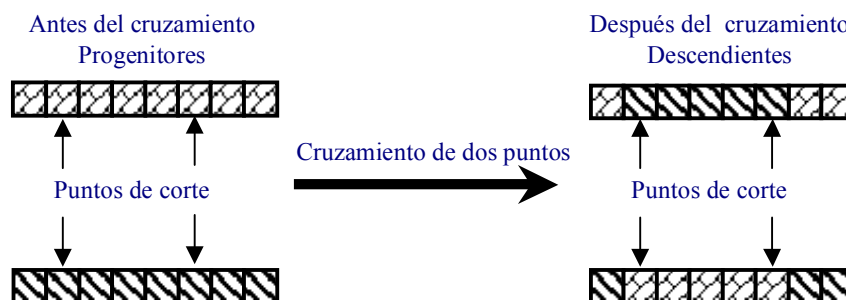 Antes del cruzamiento
Progenitores
Después del cruzamiento
Descendientes
Cruzamiento de dos puntos
Puntos de corte
Puntos de corte